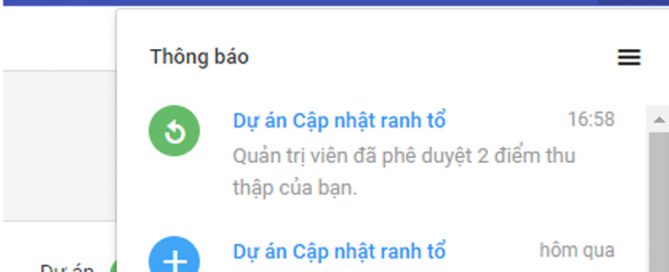 Thông báo
Dự án Cập nhật ranh tổ 16:58
Quản trị viên đã phê duyệt 2 điểm thu
thập của bạn.
Dự án Cập nhật ranh tổ hôm qua
Dự án